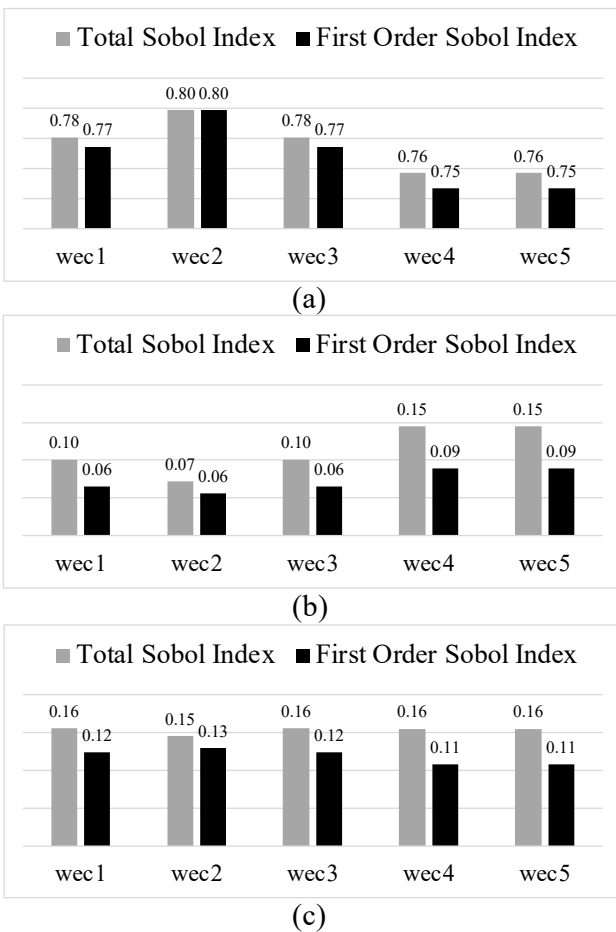 Total Sobol Index First Order Sobol Index
0.80 0.80
0.78 0.77 0.78 0.77
0.76 0.75 0.76 0.75
wec1 wec2 wec3 wec4 wec5
(a)
Total Sobol Index First Order Sobol Index
0.15 0.15
0.10 0.10 0.09 0.09
0.06 0.07 0.06 0.06
wec1 wec2 wec3 wec4 wec5
(b)
Total Sobol Index First Order Sobol Index
0.16 0.12 0.15 0.13 0.16 0.12 0.16 0.11 0.16 0.11
wec1 wec2 wec3 wec4 wec5
(c)